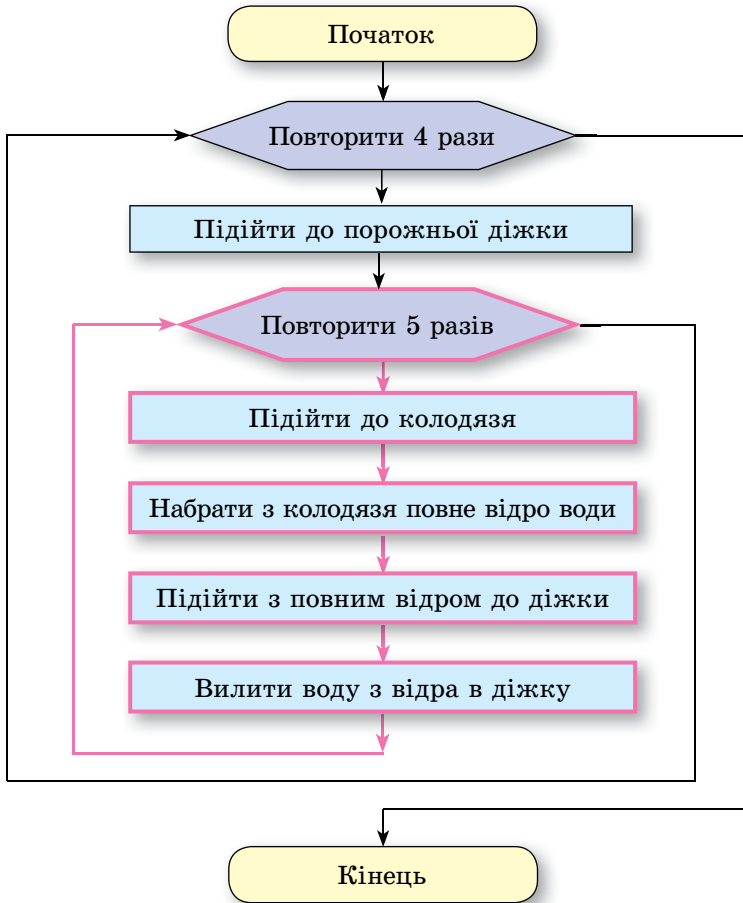 Початок
Повторити 4 рази
Підійти до порожньої діжки
Повторити 5 разів
Підійти до колодязя
Набрати з колодязя повне відро води
Підійти з повним відром до діжки
Вилити воду з відра в діжку
Кінець